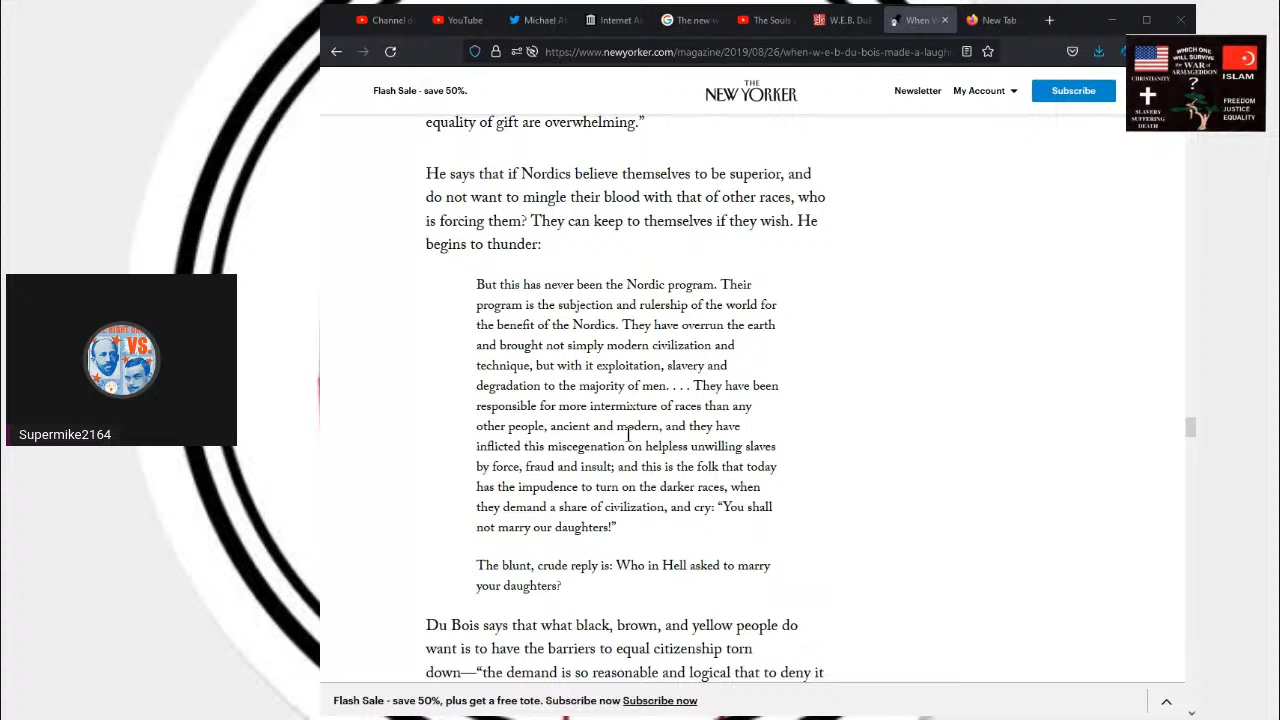 Channel d
YouTube
Twitter
Michael Al
Internet A
The new w
The Souls
W.E.B. Dul
When V
New Tab
https://www.newyorker.com/magazine/2019/08/26/when-w-e-b-du-bois-made-a-laugh
Flash Sale - save 50%.
THE
NEW YORKER
Newsletter
My Account
Subscribe
WHICH ONE
WILL SURVIVE
the WAR of
ARMAGEDDON
?
CHRISTIANITY
ISLAM
SLAVERY
SUFFERING
DEATH
FREEDOM
JUSTICE
EQUALITY
equality of gift are overwhelming.”
He says that if Nordics believe themselves to be superior, and
do not want to mingle their blood with that of other races, who
is forcing them? They can keep to themselves if they wish. He
begins to thunder:
But this has never been the Nordic program. Their
program is the subjection and rulership of the world for
the benefit of the Nordics. They have overrun the earth
and brought not simply modern civilization and
technique, but with it exploitation, slavery and
degradation to the majority of men. . . . They have been
responsible for more intermixture of races than any
other people, ancient and modern, and they have
inflicted this miscegenation on helpless unwilling slaves
by force, fraud and insult; and this is the folk that today
has the impudence to turn on the darker races, when
they demand a share of civilization, and cry: “You shall
not marry our daughters!”
The blunt, crude reply is: Who in Hell asked to marry
your daughters?
Du Bois says that what black, brown, and yellow people do
want is to have the barriers to equal citizenship torn
down—“the demand is so reasonable and logical that to deny it
VS.
Supermike2164
Flash Sale - save 50%, plus get a free tote. Subscribe now Subscribe now